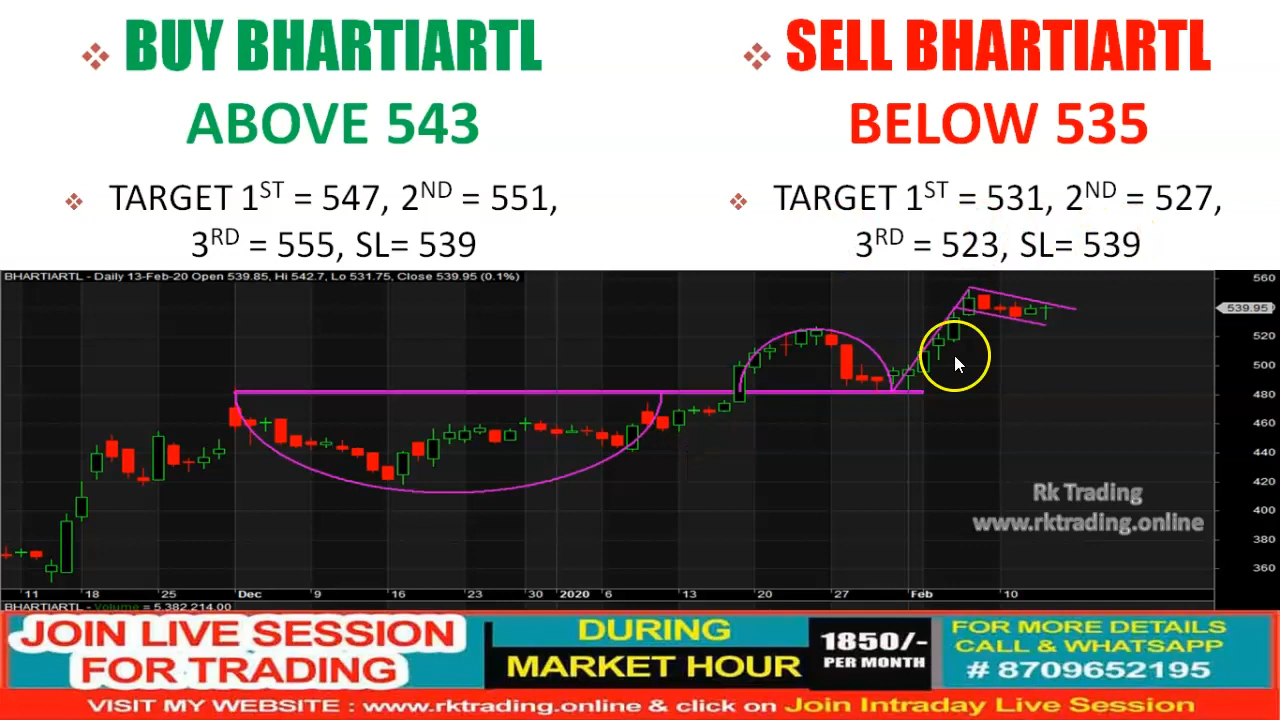 ❖ BUY BHARTIARTL
ABOVE 543
❖ TARGET 1ST = 547, 2ND = 551,
3RD = 555, SL= 539
❖ SELL BHARTIARTL
BELOW 535
❖ TARGET 1ST = 531, 2ND = 527,
3RD = 523, SL= 539
BHARTIARTL - Daily 13-Feb-20 Open 539.85, Hi 542.7, Lo 531.75, Close 539.95 (0.1%)
560
539.95
520
500
480
460
440
420
400
380
360
Rk Trading
www.rktrading.online
11 18 25 Dec 9 16 23 30 2020 6 13 20 27 Feb 10
BHARTIARTL - Volume = 5,382,214.00
JOIN LIVE SESSION
FOR TRADING
DURING
MARKET HOUR
1850/-
PER MONTH
FOR MORE DETAILS
CALL & WHATSAPP
# 8709652195
VISIT MY WEBSITE : www.rktrading.online & click on Join Intraday Live Session